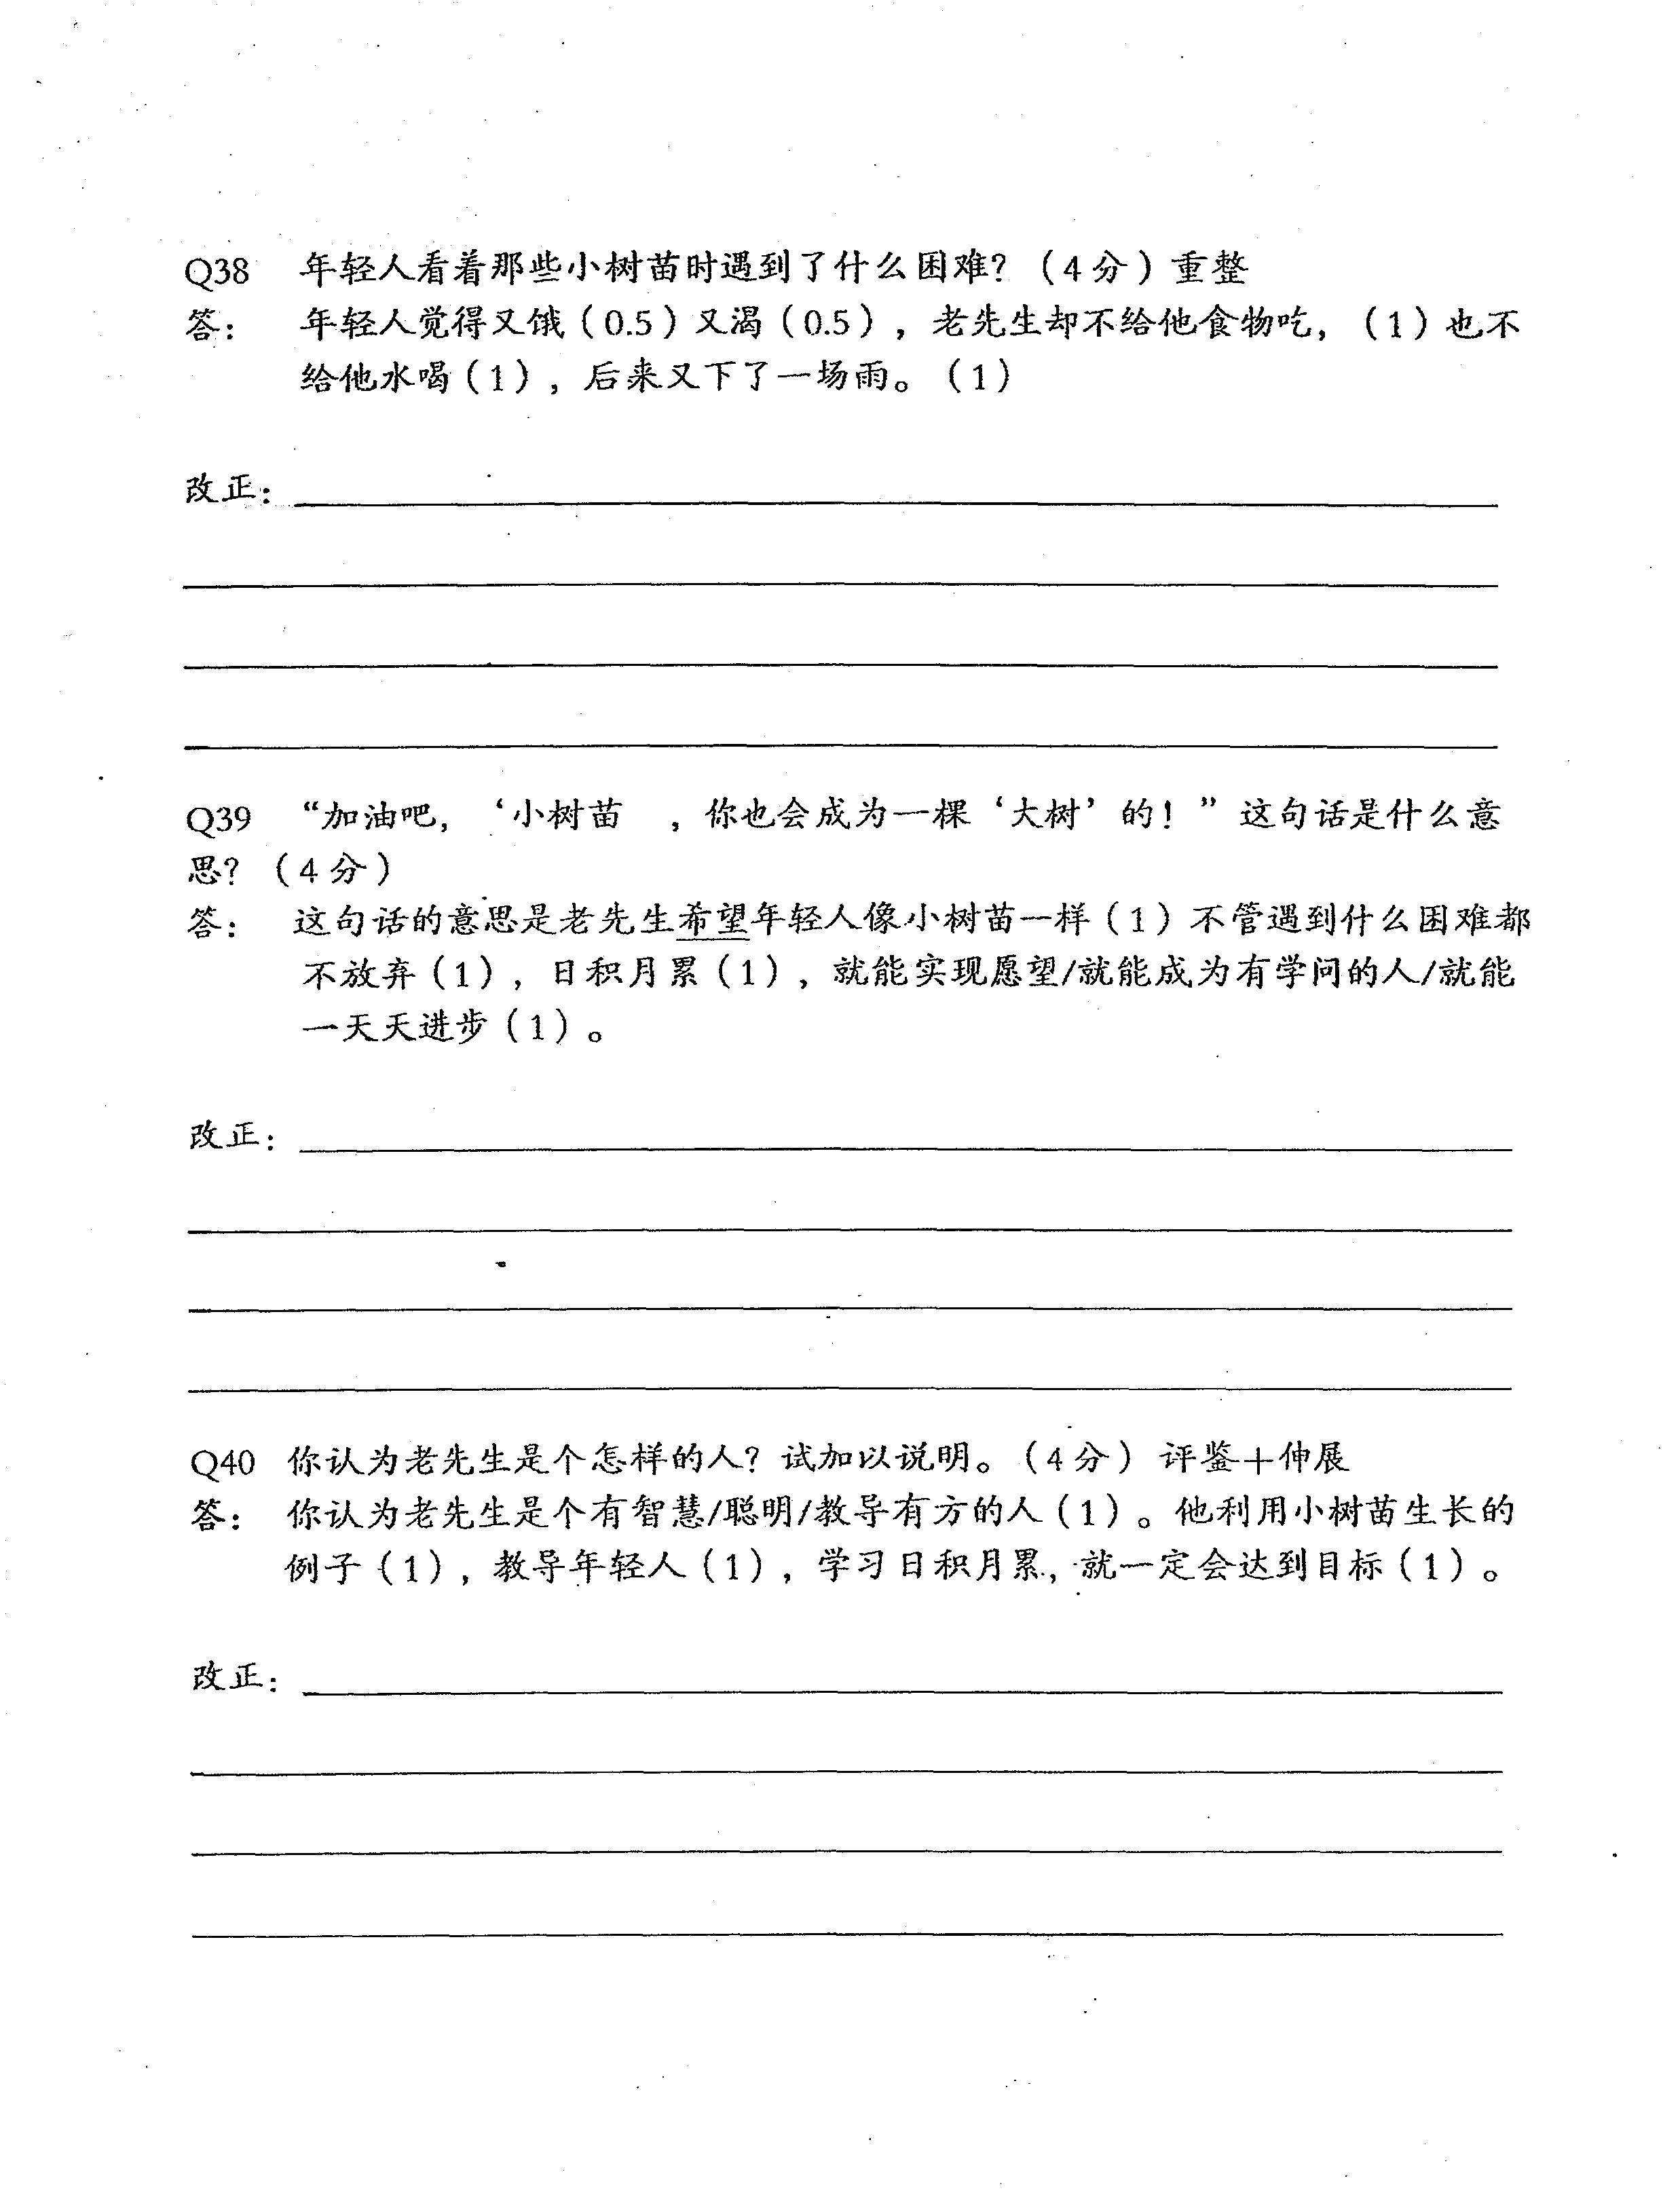 Q38 年轻人看着那些小树苗时遇到了什么困难？（4分）重整
答： 年轻人觉得又饿（0.5）又渴（0.5），老先生却不给他食物吃，（1）也不
给他水喝（1），后来又下了一场雨。（1）
改正：
Q39 “加油吧，‘小树苗 ，你也会成为一棵‘大树’的！”这句话是什么意
思？（4分）
答： 这句话的意思是老先生希望年轻人像小树苗一样（1）不管遇到什么困难都
不放弃（1），日积月累（1），就能实现愿望/就能成为有学问的人/就能
一天天进步（1）。
改正：
Q40 你认为老先生是个怎样的人？试加以说明。（4分）评鉴＋伸展
答： 你认为老先生是个有智慧/聪明/教导有方的人（1）。他利用小树苗生长的
例子（1），教导年轻人（1），学习日积月累，就一定会达到目标（1）。
改正：